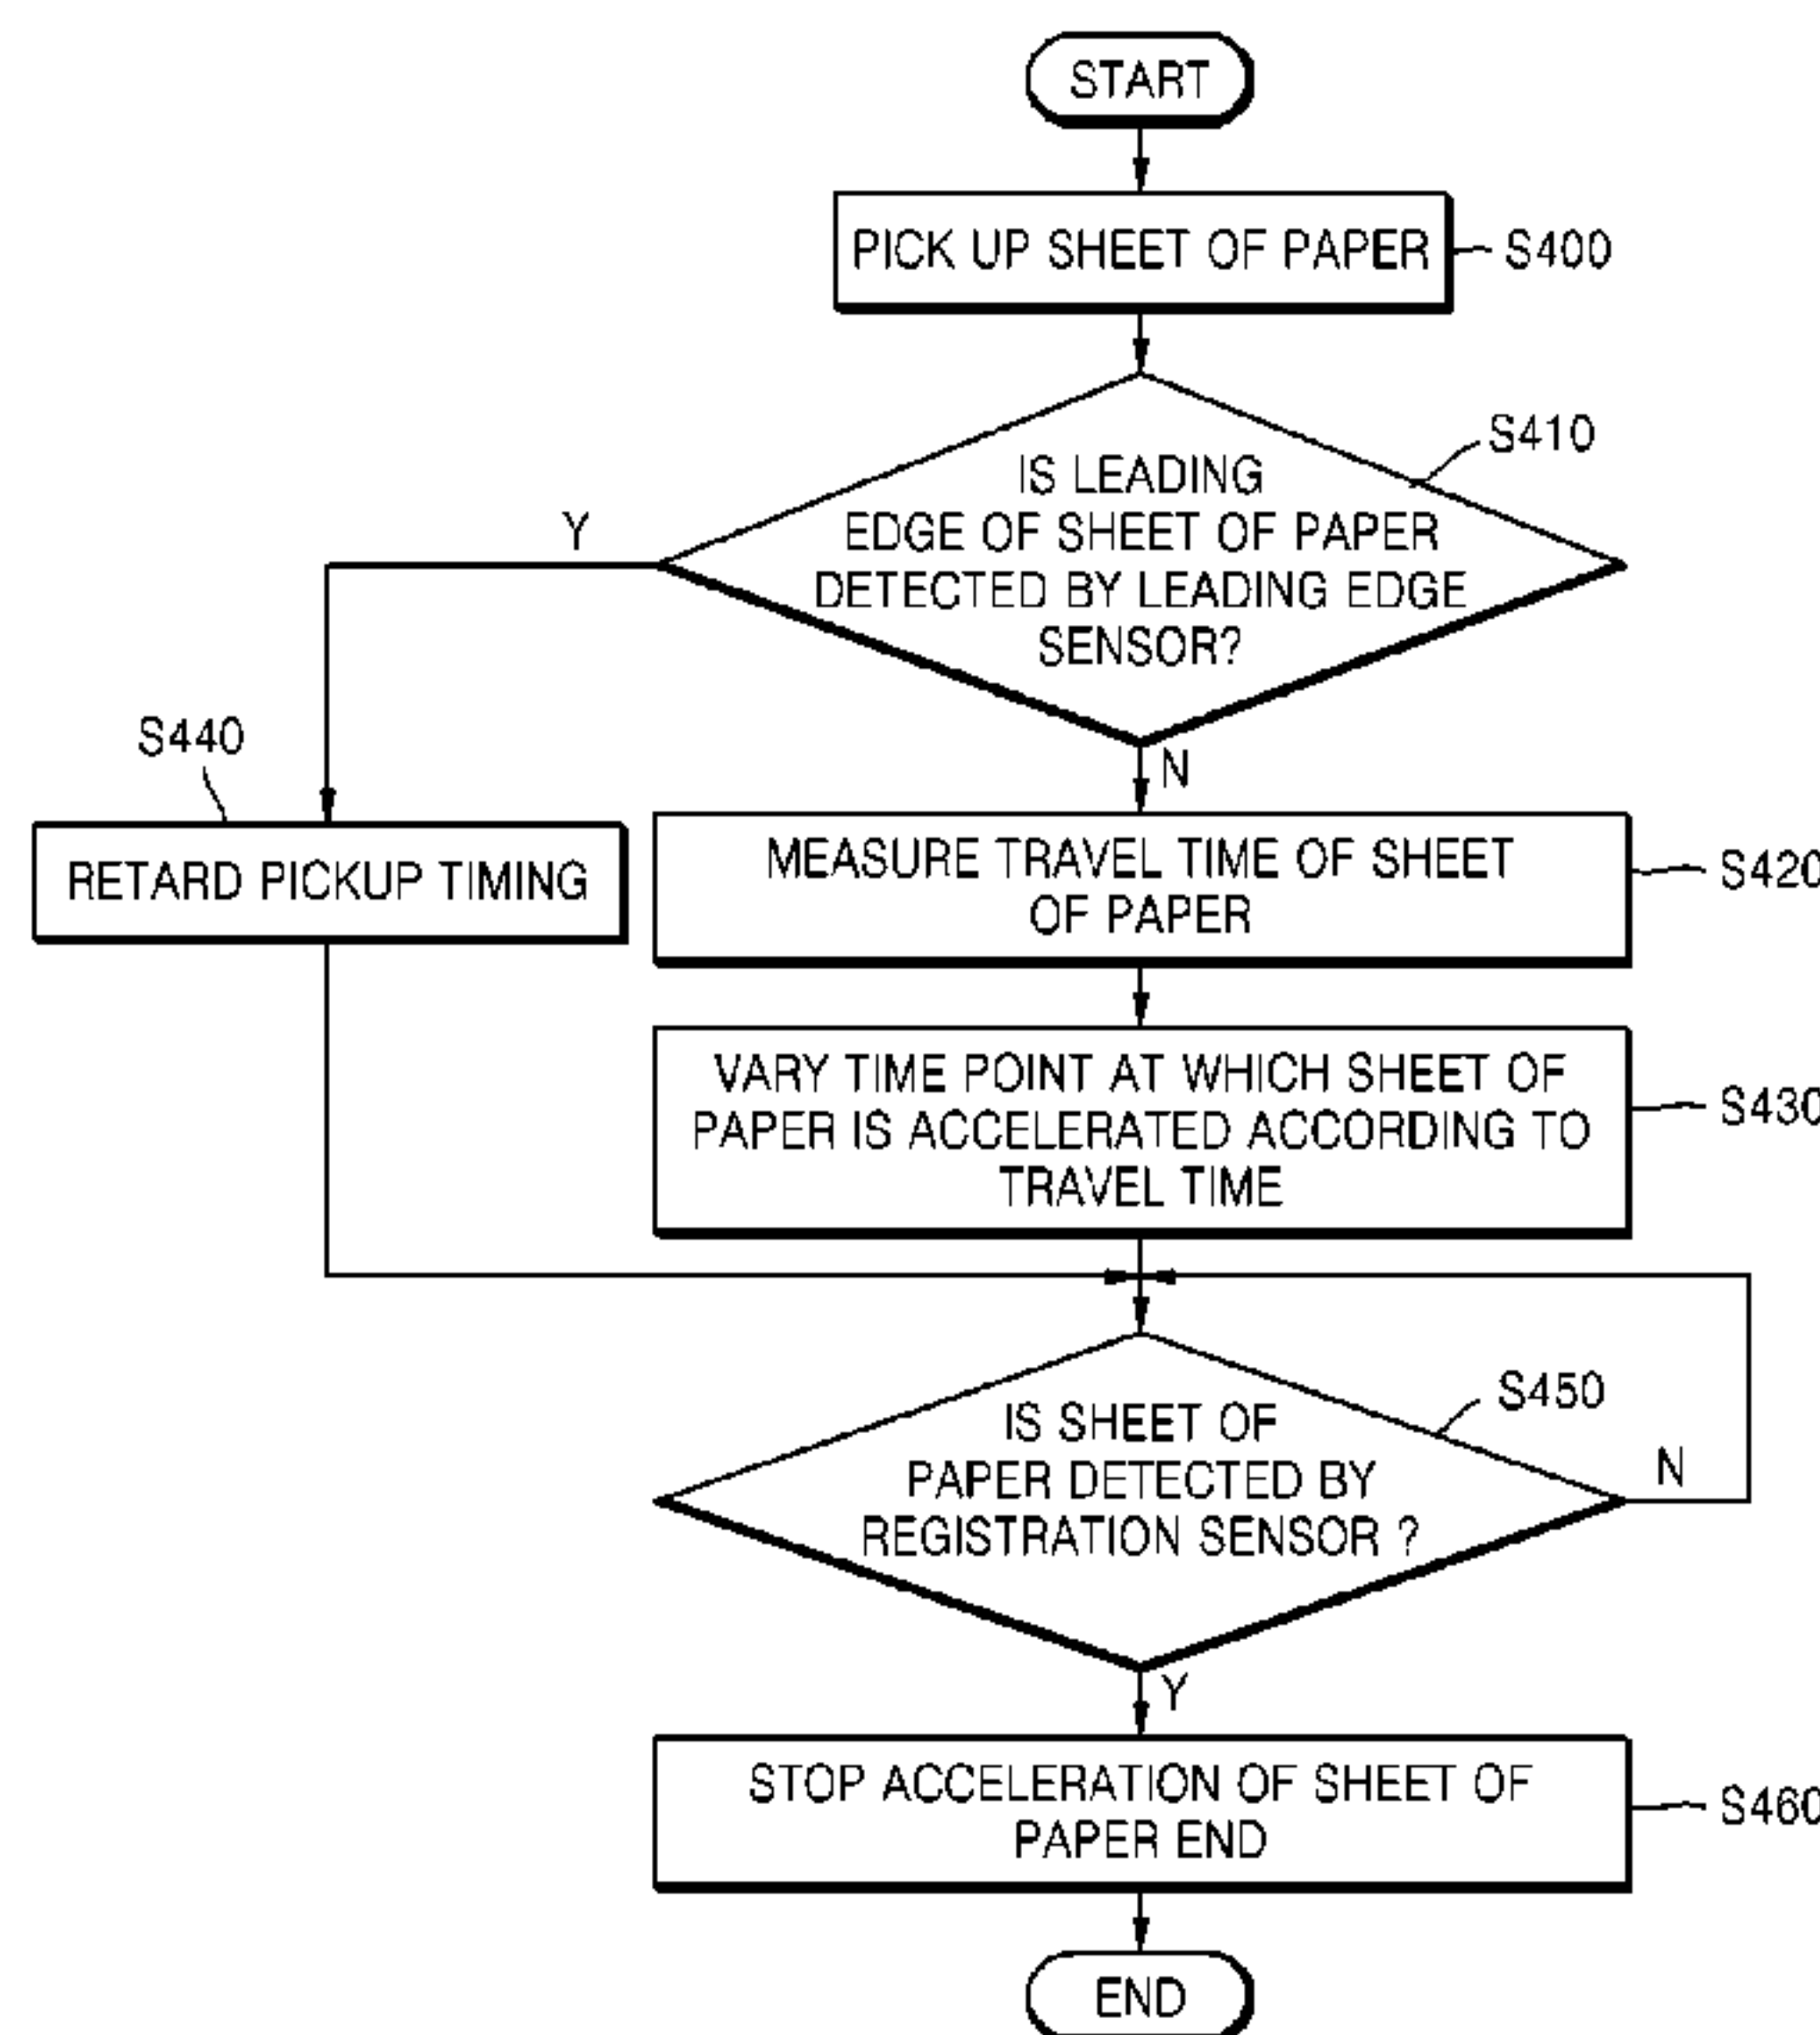 START
PICK UP SHEET OF PAPER
S400
S410
IS LEADING
EDGE OF SHEET OF PAPER
DETECTED BY LEADING EDGE
SENSOR?
Y
N
S440
RETARD PICKUP TIMING
MEASURE TRAVEL TIME OF SHEET
OF PAPER
S420
VARY TIME POINT AT WHICH SHEET OF
PAPER IS ACCELERATED ACCORDING TO
TRAVEL TIME
S430
S450
IS SHEET OF
PAPER DETECTED BY
REGISTRATION SENSOR ?
N
Y
STOP ACCELERATION OF SHEET OF
PAPER END
S460
END